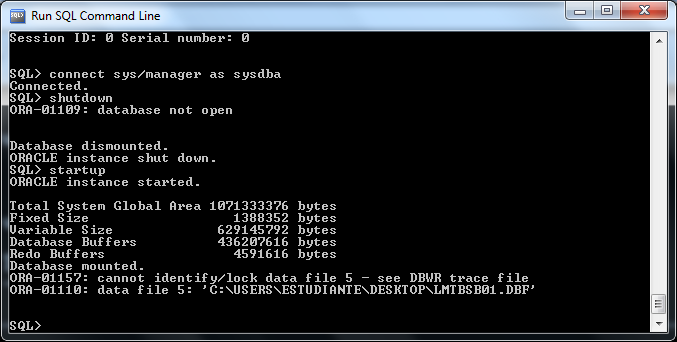 Run SQL Command Line
Session ID: 0 Serial number: 0
SQL> connect sys/manager as sysdba
Connected.
SQL> shutdown
ORA-01109: database not open
Database dismounted.
ORACLE instance shut down.
SQL> startup
ORACLE instance started.
Total System Global Area 1071333376 bytes
Fixed Size 1388352 bytes
Variable Size 629145792 bytes
Database Buffers 436207616 bytes
Redo Buffers 4591616 bytes
Database mounted.
ORA-01157: cannot identify/lock data file 5 - see DBWR trace file
ORA-01110: data file 5: 'C:\USERS\ESTUDIANTE\DESKTOP\LMTBSB01.DBF'
SQL>